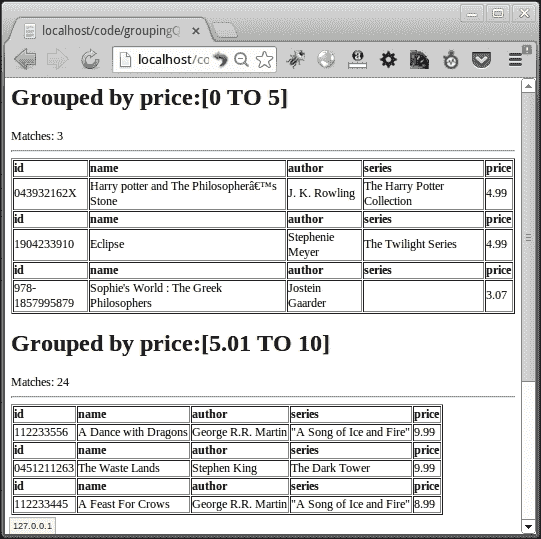 localhost/code/groupingQ
localhost/co
Grouped by price:[0 TO 5]
Matches: 3
id name author series price
043932162X Harry potter and The Philosopherâ€™s Stone J. K. Rowling The Harry Potter Collection 4.99
id name author series price
1904233910 Eclipse Stephenie Meyer The Twilight Series 4.99
id name author series price
978-1857995879 Sophie's World : The Greek Philosophers Jostein Gaarder 3.07
Grouped by price:[5.01 TO 10]
Matches: 24
id name author series price
112233556 A Dance with Dragons George R.R. Martin "A Song of Ice and Fire" 9.99
id name author series price
0451211263 The Waste Lands Stephen King The Dark Tower 9.99
id name author series price
112233445 A Feast For Crows George R.R. Martin "A Song of Ice and Fire" 8.99
127.0.0.1